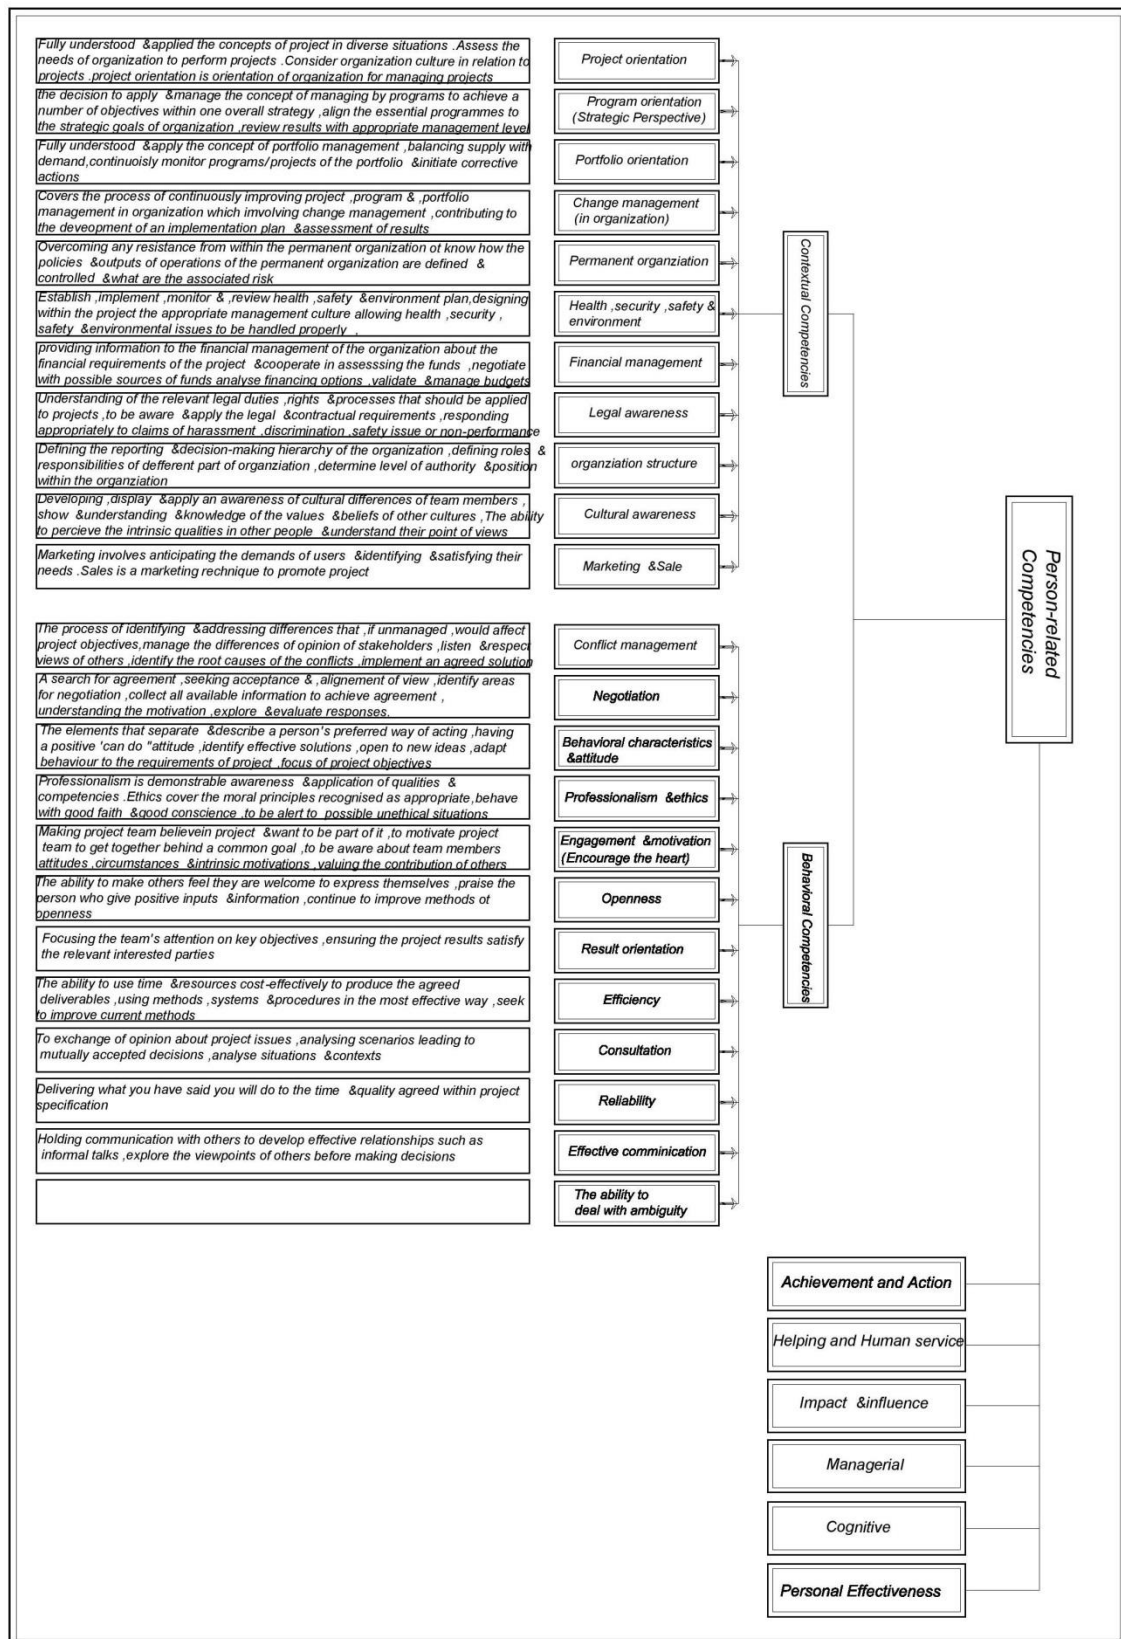 Person-related
Competencies
Contextual Competencies
Project orientation
Fully understood &applied the concepts of project in diverse situations .Assess the
needs of organization to perform projects .Consider organization culture in relation to
projects .project orientation is orientation of organization for managing projects
Program orientation
(Strategic Perspective)
the decision to apply &manage the concept of managing by programs to achieve a
number of objectives within one overall strategy ,align the essential programmes to
the strategic goals of organization ,review results with appropriate management level
Portfolio orientation
Fully understood &apply the concept of portfolio management ,balancing supply with
demand,continuoisly monitor programs/projects of the portfolio &initiate corrective
actions
Change management
(in organization)
Covers the process of continuously improving project ,program & ,portfolio
management in organization which imvolving change management ,contributing to
the deveopment of an implementation plan &assessment of results
Permanent organziation
Overcoming any resistance from within the permanent organization ot know how the
policies &outputs of operations of the permanent organization are defined &
controlled &what are the associated risk
Health ,security ,safety &
environment
Establish ,implement ,monitor & ,review health ,safety &environment plan,designing
within the project the appropriate management culture allowing health ,security ,
safety &environmental issues to be handled properly .
Financial management
providing information to the financial management of the organization about the
financial requirements of the project &cooperate in assesssing the funds ,negotiate
with possible sources of funds analyse financing options ,validate &manage budgets
Legal awareness
Understanding of the relevant legal duties ,rights &processes that should be applied
to projects ,to be aware &apply the legal &contractual requirements ,responding
appropriately to claims of harassment ,discrimination ,safety issue or non-performance
organziation structure
Defining the reporting &decision-making hierarchy of the organization ,defining roles &
responsibilities of defferent part of organziation ,determine level of authority &position
within the organziation
Cultural awareness
Developing ,display &apply an awareness of cultural differences of team members ,
show &understanding &knowledge of the values &beliefs of other cultures ,The ability
to percieve the intrinsic qualities in other people &understand their point of views
Marketing &Sale
Marketing involves anticipating the demands of users &identifying &satisfying their
needs .Sales is a marketing rechnique to promote project
Behavioral Competencies
Conflict management
The process of identifying &addressing differences that ,if unmanaged ,would affect
project objectives,manage the differences of opinion of stakeholders ,listen &respect
views of others ,identify the root causes of the conflicts ,implement an agreed solution
Negotiation
A search for agreement ,seeking acceptance & ,alignement of view ,identify areas
for negotiation ,collect all available information to achieve agreement ,
understanding the motivation ,explore &evaluate responses.
Behavioral characteristics
&attitude
The elements that separate &describe a person's preferred way of acting ,having
a positive 'can do "attitude ,identify effective solutions ,open to new ideas ,adapt
behaviour to the requirements of project ,focus of project objectives
Professionalism &ethics
Professionalism is demonstrable awareness &application of qualities &
competencies .Ethics cover the moral principles recognised as appropriate,behave
with good faith &good conscience ,to be alert to possible unethical situations
Engagement &motivation
(Encourage the heart)
Making project team believein project &want to be part of it ,to motivate project
team to get together behind a common goal ,to be aware about team members
attitudes ,circumstances &intrinsic motivations ,valuing the contribution of others
Openness
The ability to make others feel they are welcome to express themselves ,praise the
person who give positive inputs &information ,continue to improve methods ot
openness
Result orientation
Focusing the team's attention on key objectives ,ensuring the project results satisfy
the relevant interested parties
Efficiency
The ability to use time &resources cost-effectively to produce the agreed
deliverables ,using methods ,systems &procedures in the most effective way ,seek
to improve current methods
Consultation
To exchange of opinion about project issues ,analysing scenarios leading to
mutually accepted decisions ,analyse situations &contexts
Reliability
Delivering what you have said you will do to the time &quality agreed within project
specification
Effective comminication
Holding communication with others to develop effective relationships such as
informal talks ,explore the viewpoints of others before making decisions
The ability to
deal with ambiguity
Achievement and Action
Helping and Human service
Impact &influence
Managerial
Cognitive
Personal Effectiveness